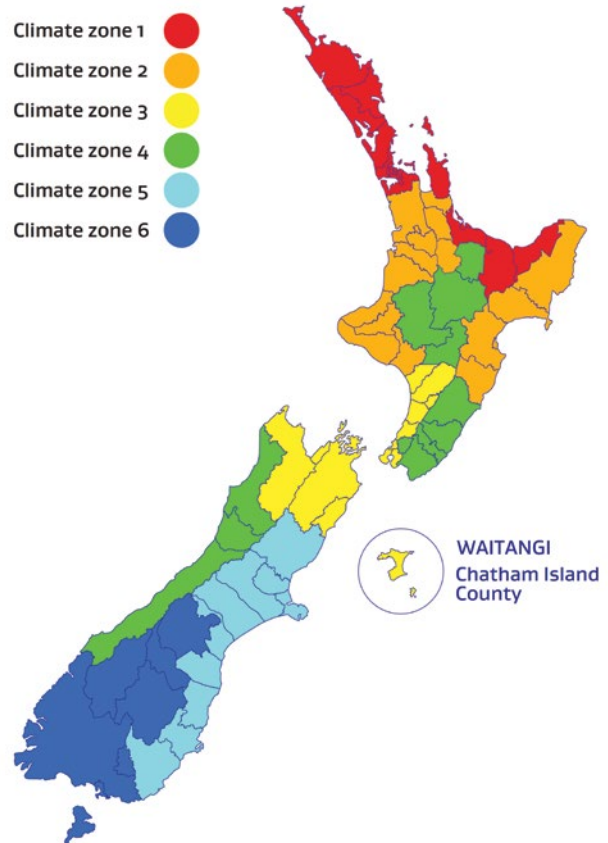 Climate zone 1
Climate zone 2
Climate zone 3
Climate zone 4
Climate zone 5
Climate zone 6
WAITANGI
Chatham Island
County